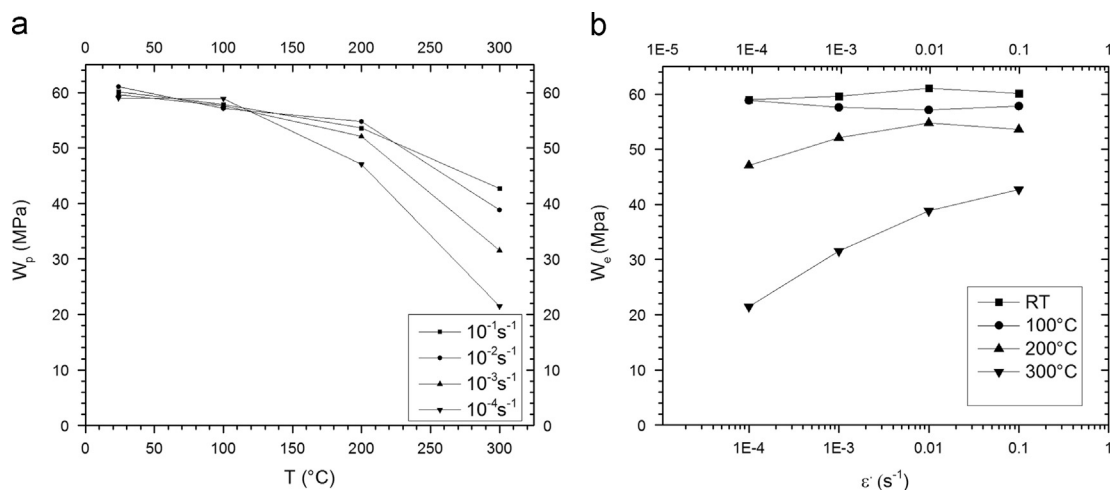 a
0 50 100 150 200 250 300
60 60
50 50
40 40
30 30
20 20
10 10
0 0
W_p (MPa)
10⁻¹s⁻¹
10⁻²s⁻¹
10⁻³s⁻¹
10⁻⁴s⁻¹
0 50 100 150 200 250 300
T (°C)
b
1E-5 1E-4 1E-3 0.01 0.1 1
60
50
40
30
20
10
0
W_e (Mpa)
RT
100°C
200°C
300°C
1E-4 1E-3 0.01 0.1 1
ε˙ (s⁻¹)